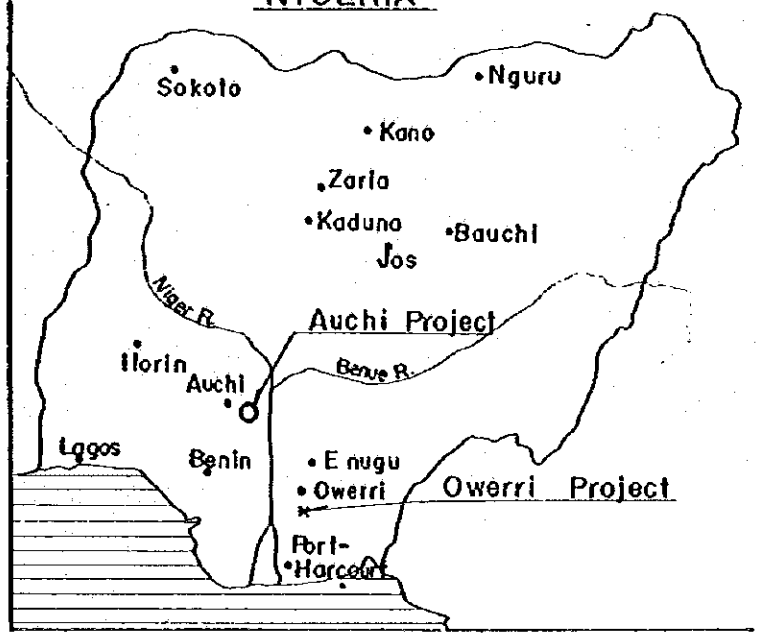 NIGERIA
Sokoto
Nguru
Kano
Zaria
Kaduna
Bauchi
Jos
Niger R.
Auchi Project
Benue R.
Ilorin
Auchi
Lagos
Benin
Enugu
Owerri
Owerri Project
Port-
Harcourt